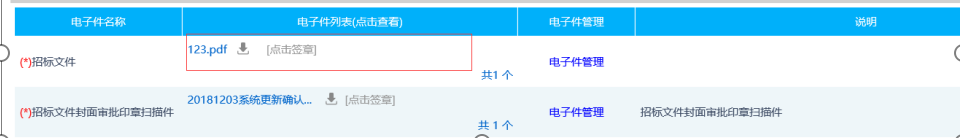 电子件名称 电子件列表(点击查看) 电子件管理 说明
(*)招标文件 123.pdf [点击签章] 共1 个 电子件管理
(*)招标文件封面审批印章扫描件 20181203系统更新确认... [点击签章] 共 1 个 电子件管理 招标文件封面审批印章扫描件